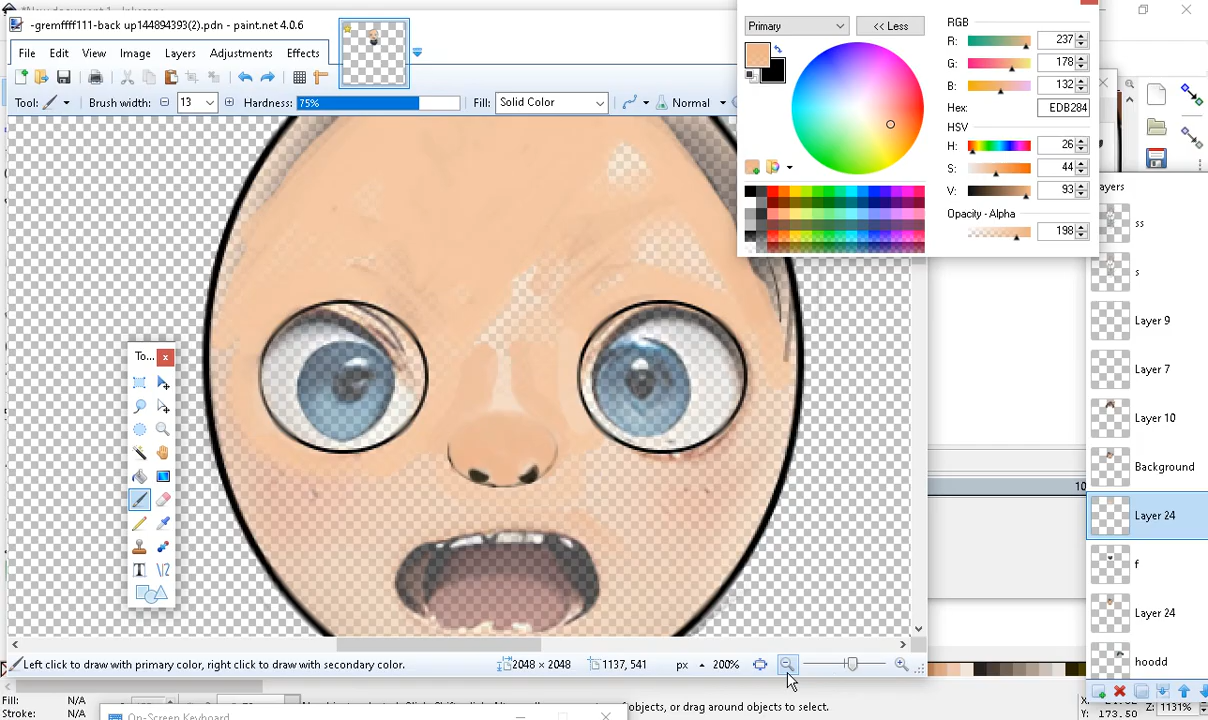 -gremffff111-back up144894393(2).pdn - paint.net 4.0.6
File Edit View Image Layers Adjustments Effects
Tool: Brush width: 13 Hardness: 75% Fill: Solid Color Normal
Primary << Less
RGB
R: 237
G: 178
B: 132
Hex: EDB284
HSV
H: 26
S: 44
V: 93
Opacity - Alpha
198
ayers
ss
s
Layer 9
Layer 7
Layer 10
Background
Layer 24
f
Layer 24
hoodd
To...
10
Left click to draw with primary color, right click to draw with secondary color. 2048 × 2048 1137, 541 px 200%
Fill: N/A
Stroke: N/A
On-Screen Keyboard
of objects, or drag around objects to select.
Y: 173.50
Z: 1131%